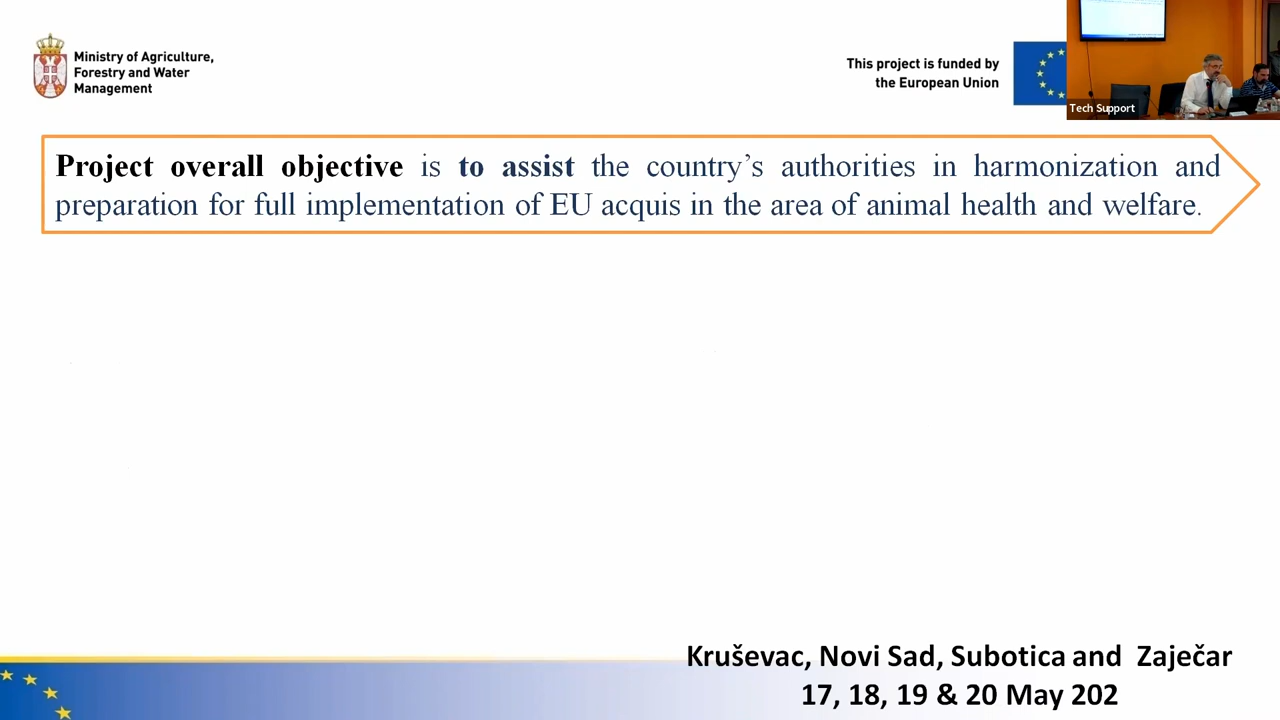 Ministry of Agriculture,
Forestry and Water
Management
This project is funded by
the European Union
Tech Support
Project overall objective is to assist the country’s authorities in harmonization and
preparation for full implementation of EU acquis in the area of animal health and welfare.
Kruševac, Novi Sad, Subotica and Zaječar
17, 18, 19 & 20 May 202